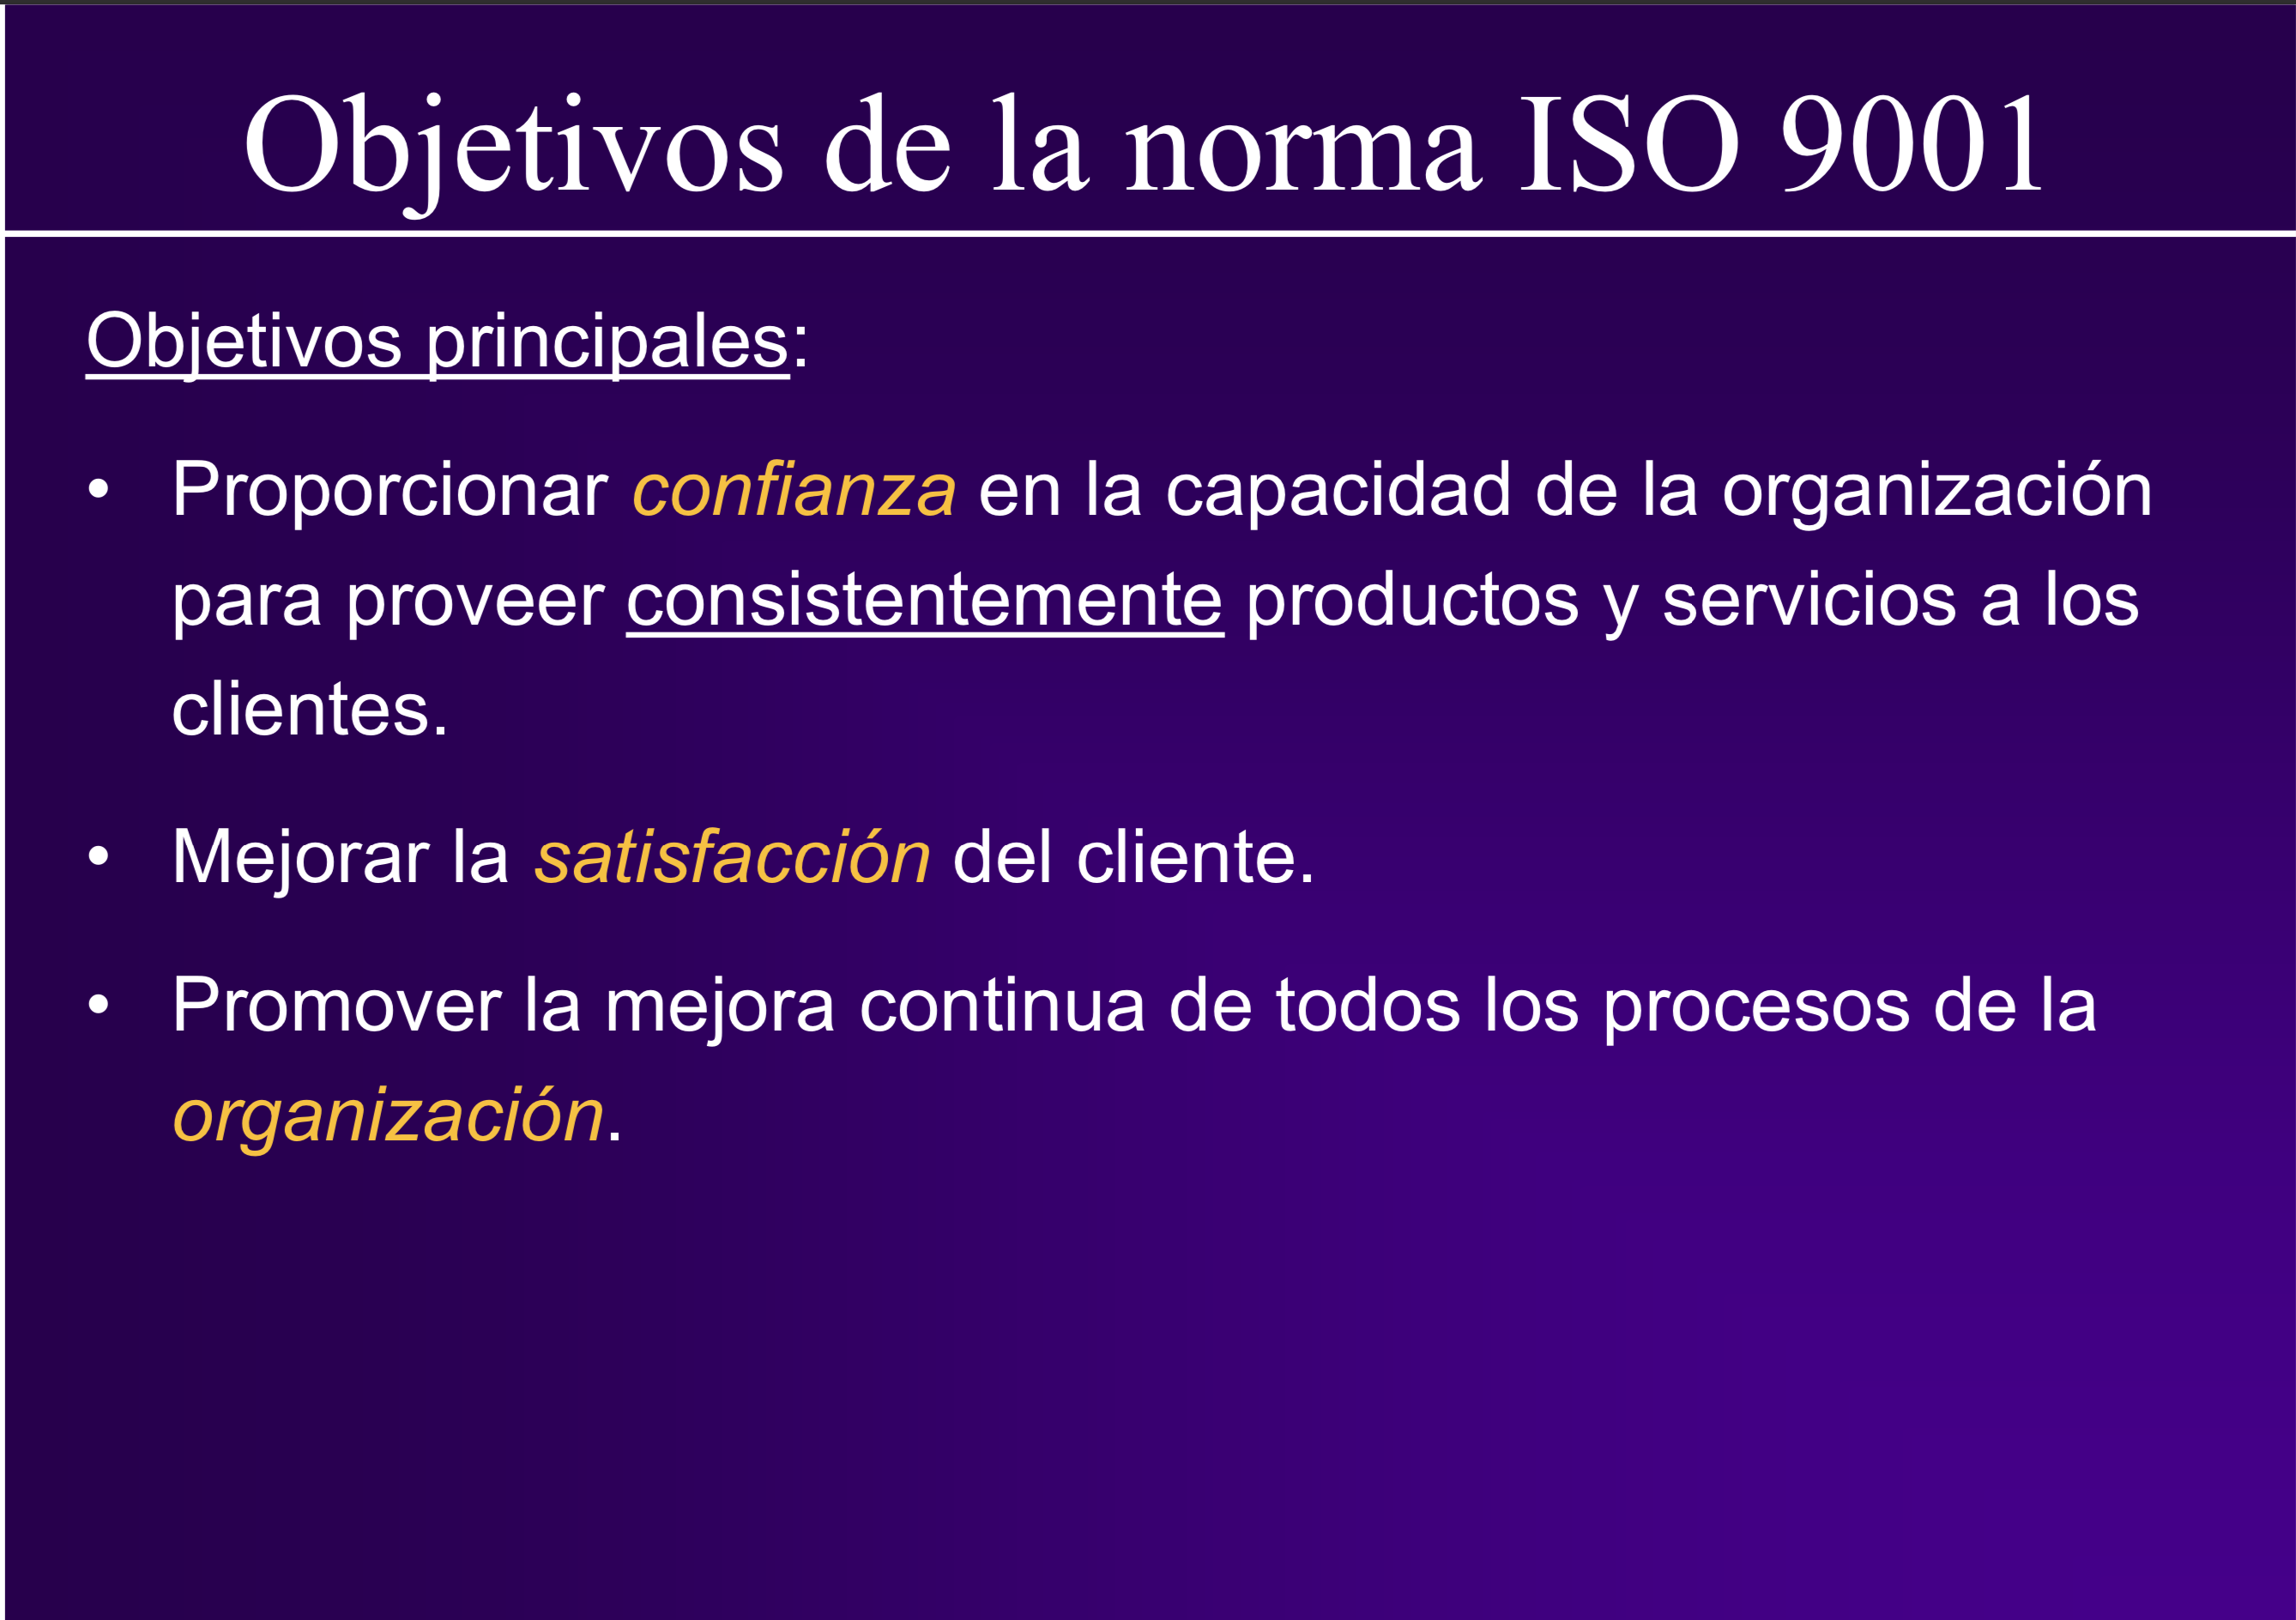 Objetivos de la norma ISO 9001
Objetivos principales:
• Proporcionar confianza en la capacidad de la organización
para proveer consistentemente productos y servicios a los
clientes.
• Mejorar la satisfacción del cliente.
• Promover la mejora continua de todos los procesos de la
organización.